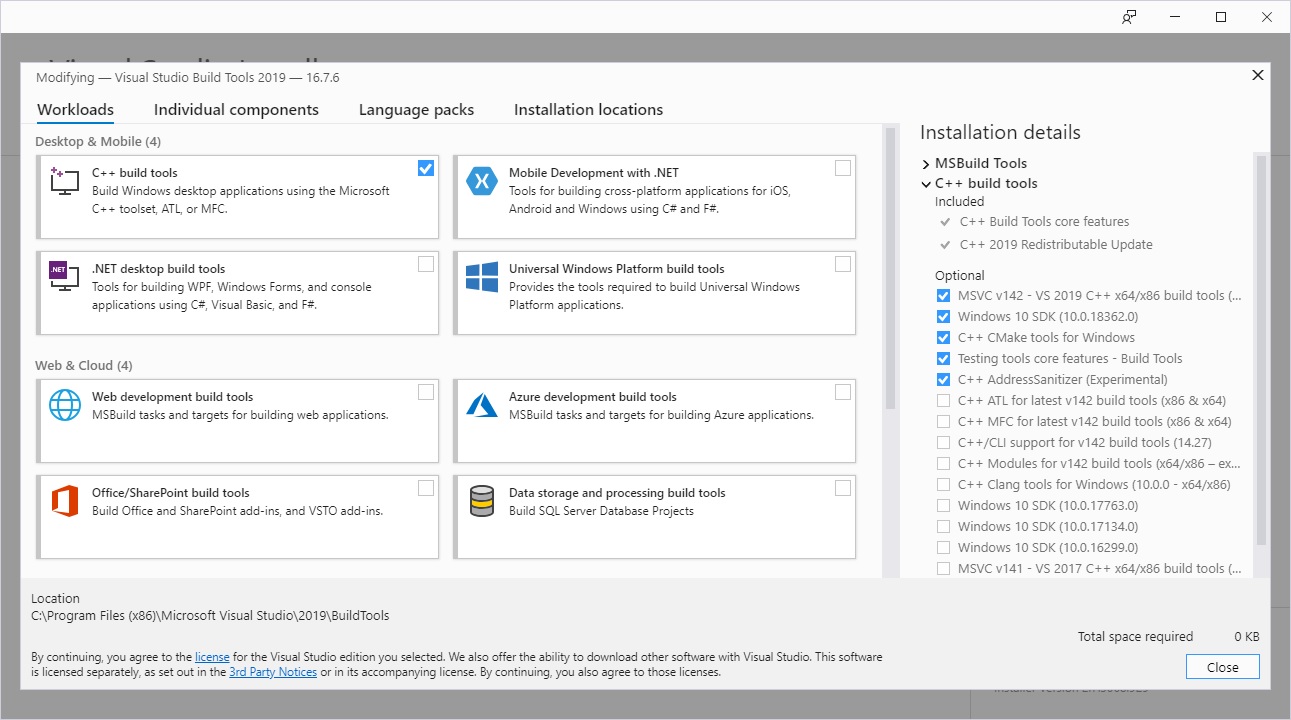 Modifying — Visual Studio Build Tools 2019 — 16.7.6
Workloads
Individual components
Language packs
Installation locations
Desktop & Mobile (4)
C++ build tools
Build Windows desktop applications using the Microsoft
C++ toolset, ATL, or MFC.
Mobile Development with .NET
Tools for building cross-platform applications for iOS,
Android and Windows using C# and F#.
.NET
.NET desktop build tools
Tools for building WPF, Windows Forms, and console
applications using C#, Visual Basic, and F#.
Universal Windows Platform build tools
Provides the tools required to build Universal Windows
Platform applications.
Web & Cloud (4)
Web development build tools
MSBuild tasks and targets for building web applications.
Azure development build tools
MSBuild tasks and targets for building Azure applications.
Office/SharePoint build tools
Build Office and SharePoint add-ins, and VSTO add-ins.
Data storage and processing build tools
Build SQL Server Database Projects
Installation details
MSBuild Tools
C++ build tools
Included
C++ Build Tools core features
C++ 2019 Redistributable Update
Optional
MSVC v142 - VS 2019 C++ x64/x86 build tools (...
Windows 10 SDK (10.0.18362.0)
C++ CMake tools for Windows
Testing tools core features - Build Tools
C++ AddressSanitizer (Experimental)
C++ ATL for latest v142 build tools (x86 & x64)
C++ MFC for latest v142 build tools (x86 & x64)
C++/CLI support for v142 build tools (14.27)
C++ Modules for v142 build tools (x64/x86 – ex...
C++ Clang tools for Windows (10.0.0 - x64/x86)
Windows 10 SDK (10.0.17763.0)
Windows 10 SDK (10.0.17134.0)
Windows 10 SDK (10.0.16299.0)
MSVC v141 - VS 2017 C++ x64/x86 build tools (...
Location
C:\Program Files (x86)\Microsoft Visual Studio\2019\BuildTools
Total space required 0 KB
By continuing, you agree to the license for the Visual Studio edition you selected. We also offer the ability to download other software with Visual Studio. This software
is licensed separately, as set out in the 3rd Party Notices or in its accompanying license. By continuing, you also agree to those licenses.
Close